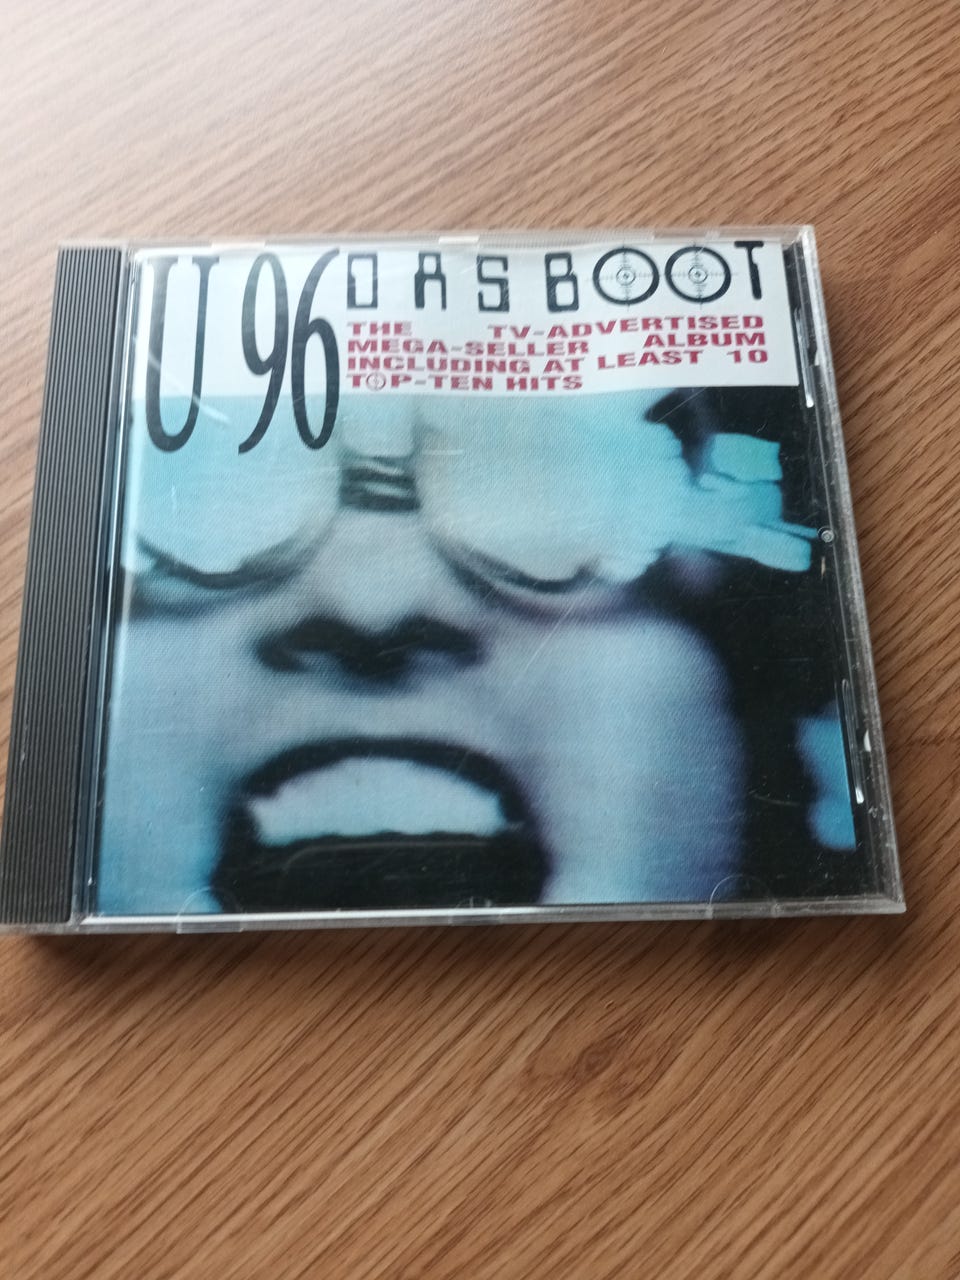 U 96
DAS BOOT
THE TV-ADVERTISED
MEGA-SELLER ALBUM
INCLUDING AT LEAST 10
TOP-TEN HITS